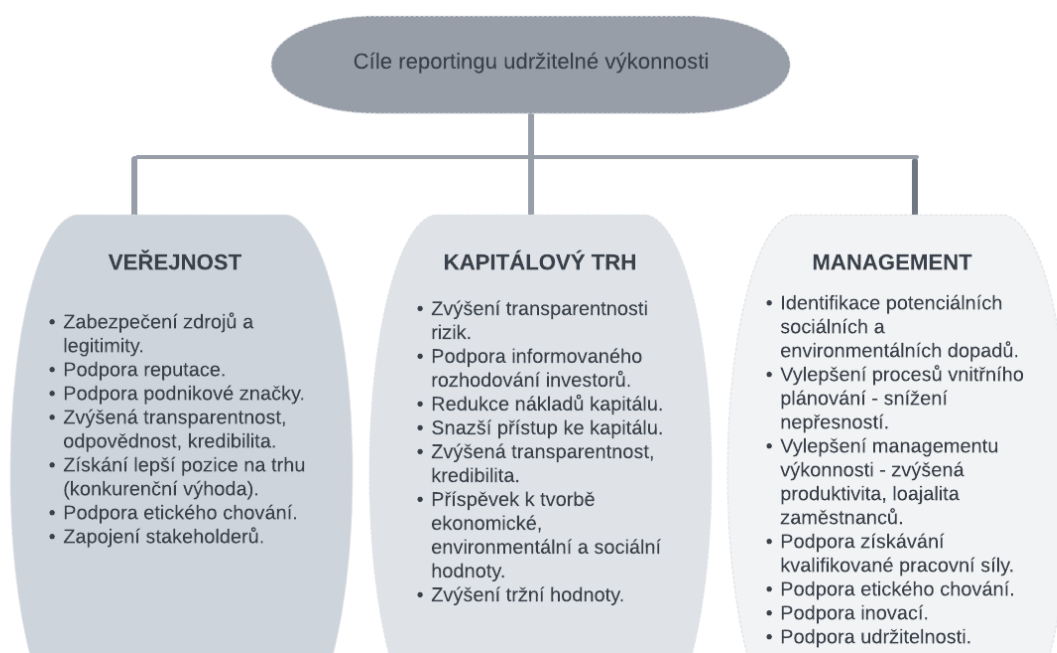 Cíle reportingu udržitelné výkonnosti
VEŘEJNOST
• Zabezpečení zdrojů a
legitimity.
• Podpora reputace.
• Podpora podnikové značky.
• Zvýšená transparentnost,
odpovědnost, kredibilita.
• Získání lepší pozice na trhu
(konkurenční výhoda).
• Podpora etického chování.
• Zapojení stakeholderů.
KAPITÁLOVÝ TRH
• Zvýšení transparentnosti
rizik.
• Podpora informovaného
rozhodování investorů.
• Redukce nákladů kapitálu.
• Snazší přístup ke kapitálu.
• Zvýšená transparentnost,
kredibilita.
• Příspěvek k tvorbě
ekonomické,
environmentální a sociální
hodnoty.
• Zvýšení tržní hodnoty.
MANAGEMENT
• Identifikace potenciálních
sociálních a
environmentálních dopadů.
• Vylepšení procesů vnitřního
plánování - snížení
nepřesností.
• Vylepšení managementu
výkonnosti - zvýšená
produktivita, loajalita
zaměstnanců.
• Podpora získávání
kvalifikované pracovní síly.
• Podpora etického chování.
• Podpora inovací.
• Podpora udržitelnosti.